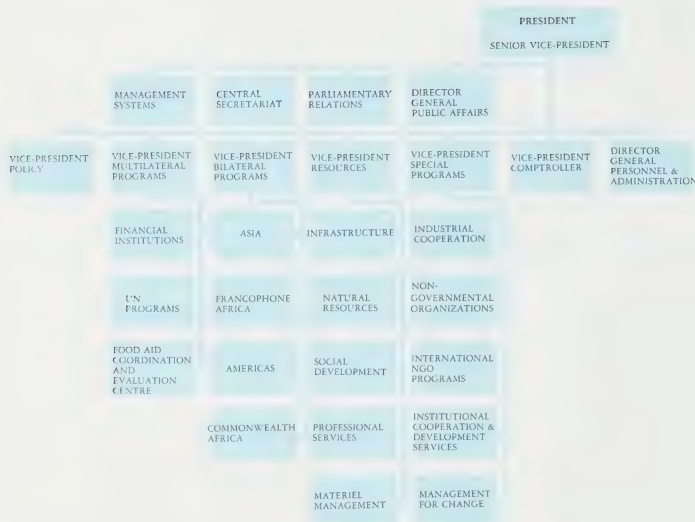 PRESIDENT
SENIOR VICE-PRESIDENT
MANAGEMENT
SYSTEMS
CENTRAL
SECRETARIAT
PARLIAMENTARY
RELATIONS
DIRECTOR
GENERAL
PUBLIC AFFAIRS
VICE-PRESIDENT
POLICY
VICE-PRESIDENT
MULTILATERAL
PROGRAMS
VICE-PRESIDENT
BILATERAL
PROGRAMS
VICE-PRESIDENT
RESOURCES
VICE-PRESIDENT
SPECIAL
PROGRAMS
VICE-PRESIDENT
COMPTROLLER
DIRECTOR
GENERAL
PERSONNEL &
ADMINISTRATION
FINANCIAL
INSTITUTIONS
ASIA
INFRASTRUCTURE
INDUSTRIAL
COOPERATION
UN
PROGRAMS
FRANCOPHONE
AFRICA
NATURAL
RESOURCES
NON-
GOVERNMENTAL
ORGANIZATIONS
FOOD AID
COORDINATION
AND
EVALUATION
CENTRE
AMERICAS
SOCIAL
DEVELOPMENT
INTERNATIONAL
NGO
PROGRAMS
COMMONWEALTH
AFRICA
PROFESSIONAL
SERVICES
INSTITUTIONAL
COOPERATION &
DEVELOPMENT
SERVICES
MATERIEL
MANAGEMENT
MANAGEMENT
FOR CHANGE